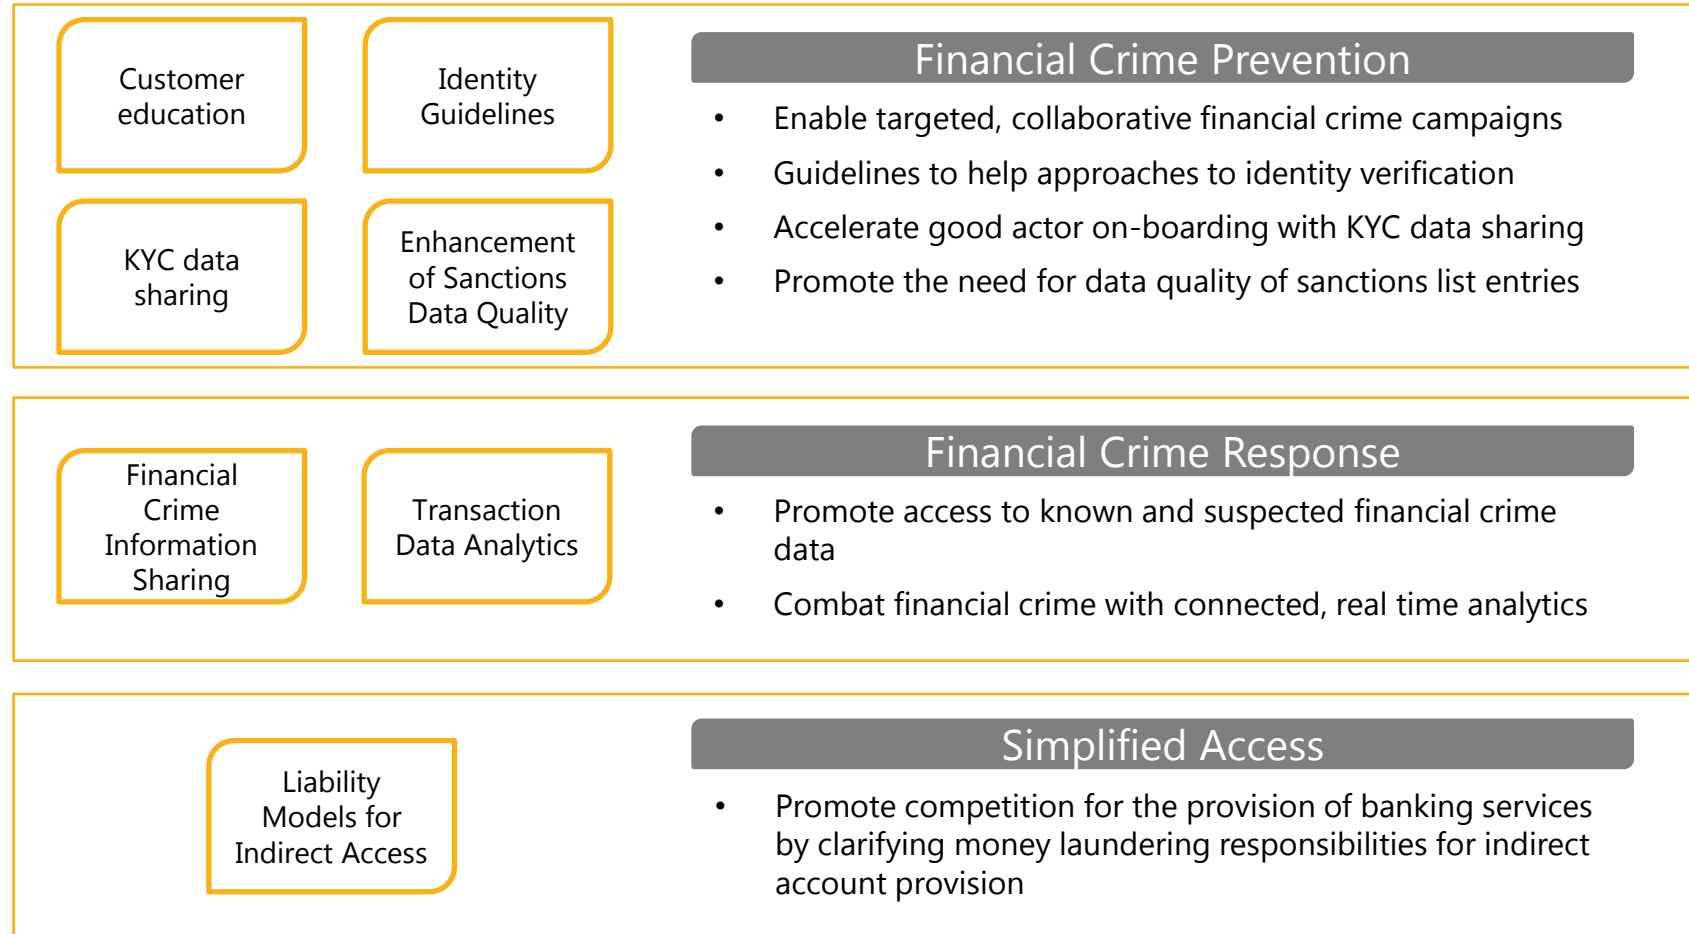 Customer
education
Identity
Guidelines
KYC data
sharing
Enhancement
of Sanctions
Data Quality
Financial Crime Prevention
• Enable targeted, collaborative financial crime campaigns
• Guidelines to help approaches to identity verification
• Accelerate good actor on-boarding with KYC data sharing
• Promote the need for data quality of sanctions list entries
Financial
Crime
Information
Sharing
Transaction
Data Analytics
Financial Crime Response
• Promote access to known and suspected financial crime
data
• Combat financial crime with connected, real time analytics
Liability
Models for
Indirect Access
Simplified Access
• Promote competition for the provision of banking services
by clarifying money laundering responsibilities for indirect
account provision